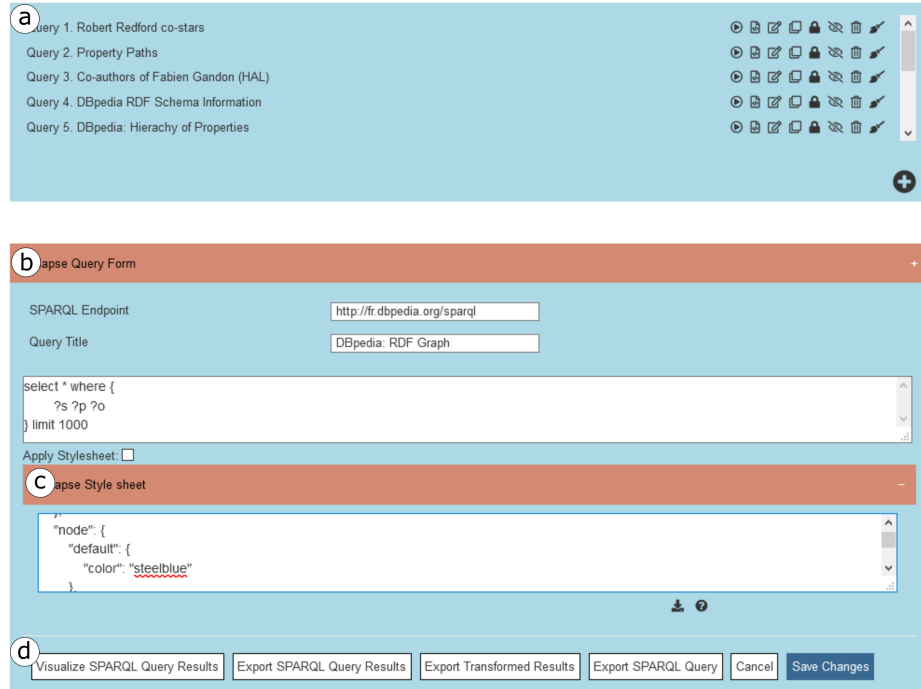 a
uery 1. Robert Redford co-stars
Query 2. Property Paths
Query 3. Co-authors of Fabien Gandon (HAL)
Query 4. DBpedia RDF Schema Information
Query 5. DBpedia: Hierachy of Properties
b
apse Query Form +
SPARQL Endpoint http://fr.dbpedia.org/sparql
Query Title DBpedia: RDF Graph
select * where {
?s ?p ?o
} limit 1000
Apply Stylesheet:
c
apse Style sheet −
},
"node": {
"default": {
"color": "steelblue"
},
d
Visualize SPARQL Query Results Export SPARQL Query Results Export Transformed Results Export SPARQL Query Cancel Save Changes